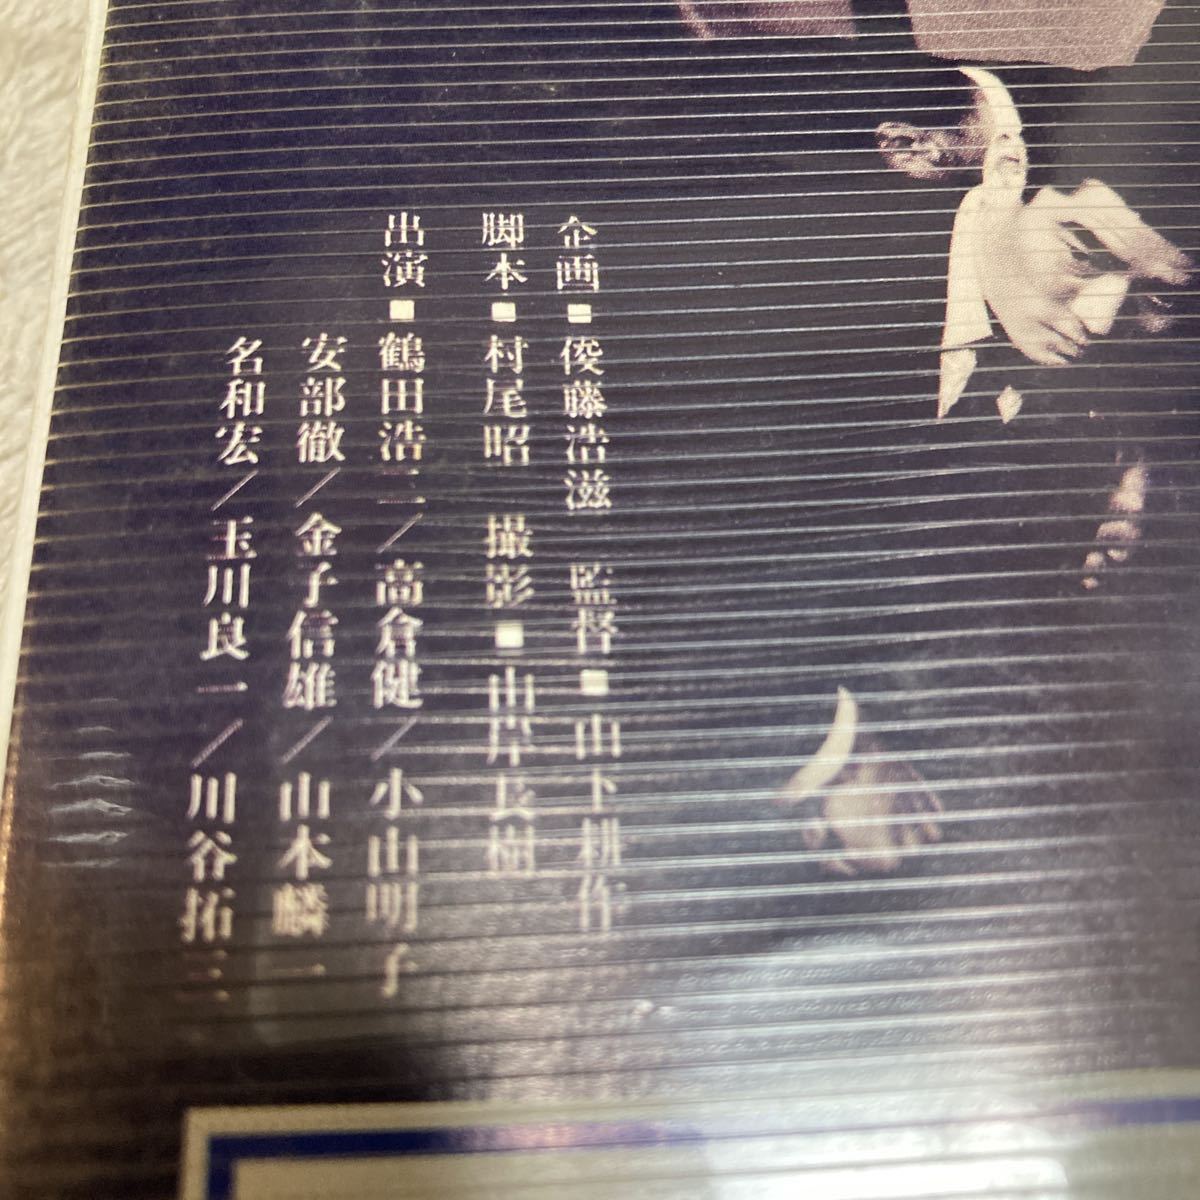 企画■俊藤浩滋 監督■山下耕作
脚本■村尾昭 撮影■山岸長樹
出演■鶴田浩二／高倉健／小山明子
安部徹／金子信雄／山本麟一
名和宏／玉川良一／川谷拓三